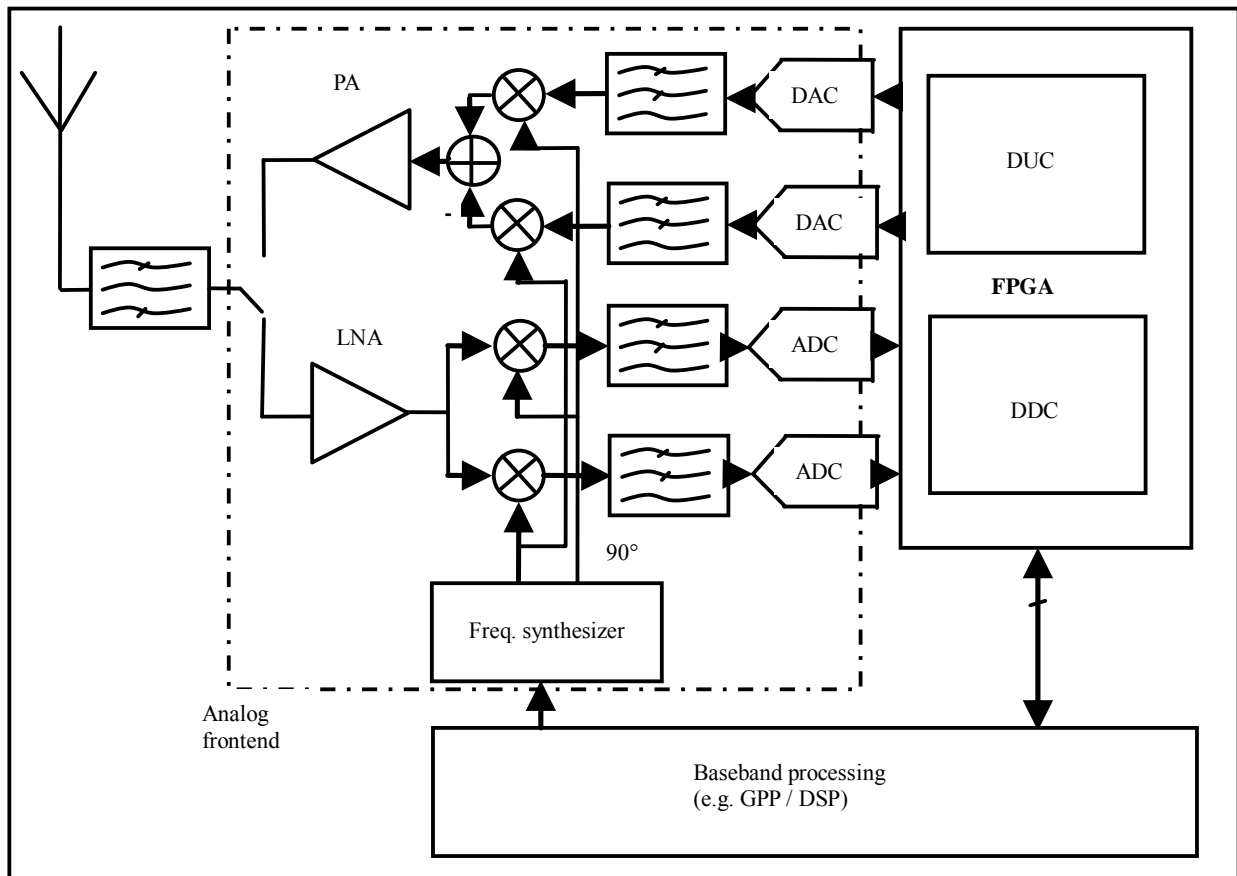 PA
DAC
DUC
DAC
FPGA
LNA
ADC
DDC
ADC
90°
Freq. synthesizer
Analog
frontend
Baseband processing
(e.g. GPP / DSP)